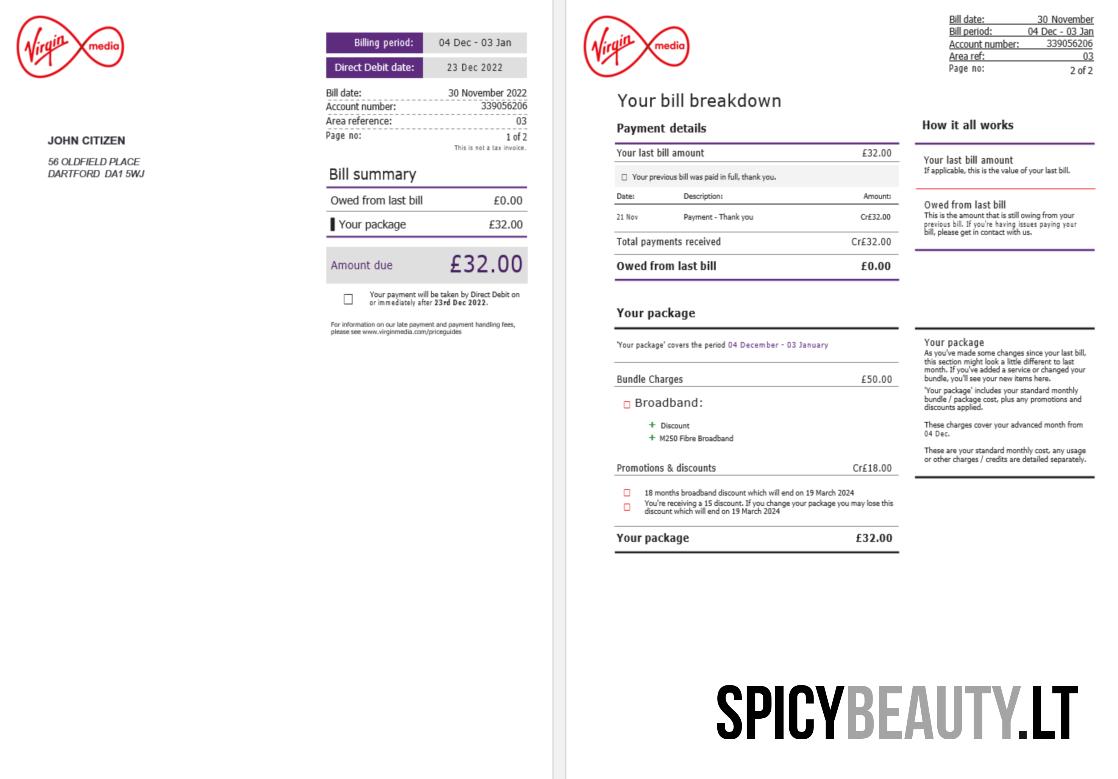 Virgin media
Billing period: 04 Dec - 03 Jan
Direct Debit date: 23 Dec 2022
Bill date: 30 November 2022
Account number: 339056206
Area reference: 03
Page no: 1 of 2
This is not a tax invoice.
JOHN CITIZEN
56 OLDFIELD PLACE
DARTFORD DA1 5WJ
Bill summary
Owed from last bill £0.00
Your package £32.00
Amount due £32.00
Your payment will be taken by Direct Debit on
or immediately after 23rd Dec 2022.
For information on our late payment and payment handling fees,
please see www.virginmedia.com/priceguides
Virgin media
Bill date: 30 November
Bill period: 04 Dec - 03 Jan
Account number: 339056206
Area ref: 03
Page no: 2 of 2
Your bill breakdown
Payment details
Your last bill amount £32.00
Your previous bill was paid in full, thank you.
Date: Description: Amount:
21 Nov Payment - Thank you Cr£32.00
Total payments received Cr£32.00
Owed from last bill £0.00
Your package
'Your package' covers the period 04 December - 03 January
Bundle Charges £50.00
Broadband:
+ Discount
+ M250 Fibre Broadband
Promotions & discounts Cr£18.00
18 months broadband discount which will end on 19 March 2024
You're receiving a 15 discount. If you change your package you may lose this
discount which will end on 19 March 2024
Your package £32.00
How it all works
Your last bill amount
If applicable, this is the value of your last bill.
Owed from last bill
This is the amount that is still owing from your
previous bill. If you're having issues paying your
bill, please get in contact with us.
Your package
As you've made some changes since your last bill,
this section might look a little different to last
month. If you've added a service or changed your
bundle, you'll see your new items here.
'Your package' includes your standard monthly
bundle / package cost, plus any promotions and
discounts applied.
These charges cover your advanced month from
04 Dec.
These are your standard monthly cost, any usage
or other charges / credits are detailed separately.
SPICYBEAUTY.LT